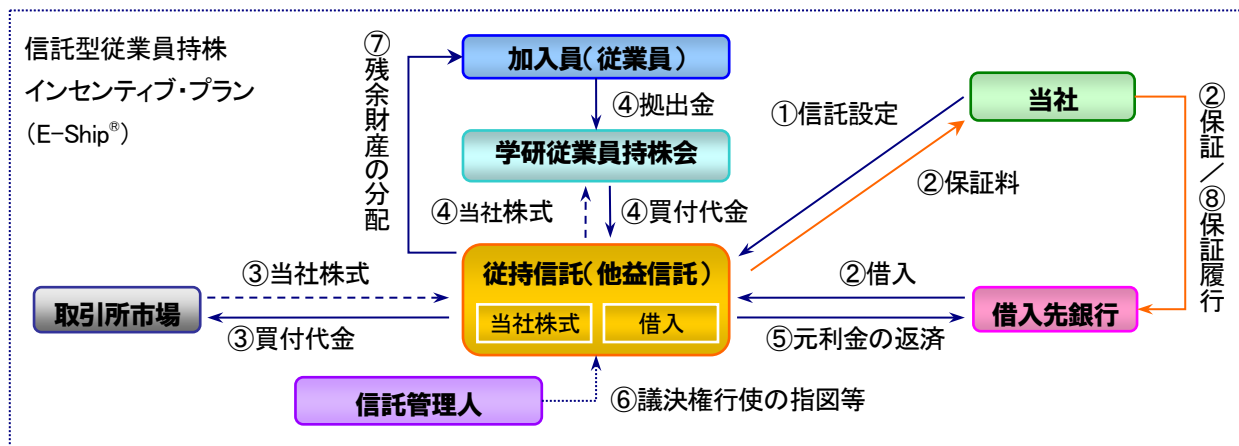 信託型従業員持株
インセンティブ・プラン
(E-Ship®)
⑦残余財産の分配
加入員(従業員)
④拠出金
学研従業員持株会
④当社株式
④買付代金
①信託設定
当社
②保証料
②保証/⑧保証履行
③当社株式
取引所市場
③買付代金
従持信託(他益信託)
当社株式
借入
②借入
借入先銀行
⑤元利金の返済
信託管理人
⑥議決権行使の指図等